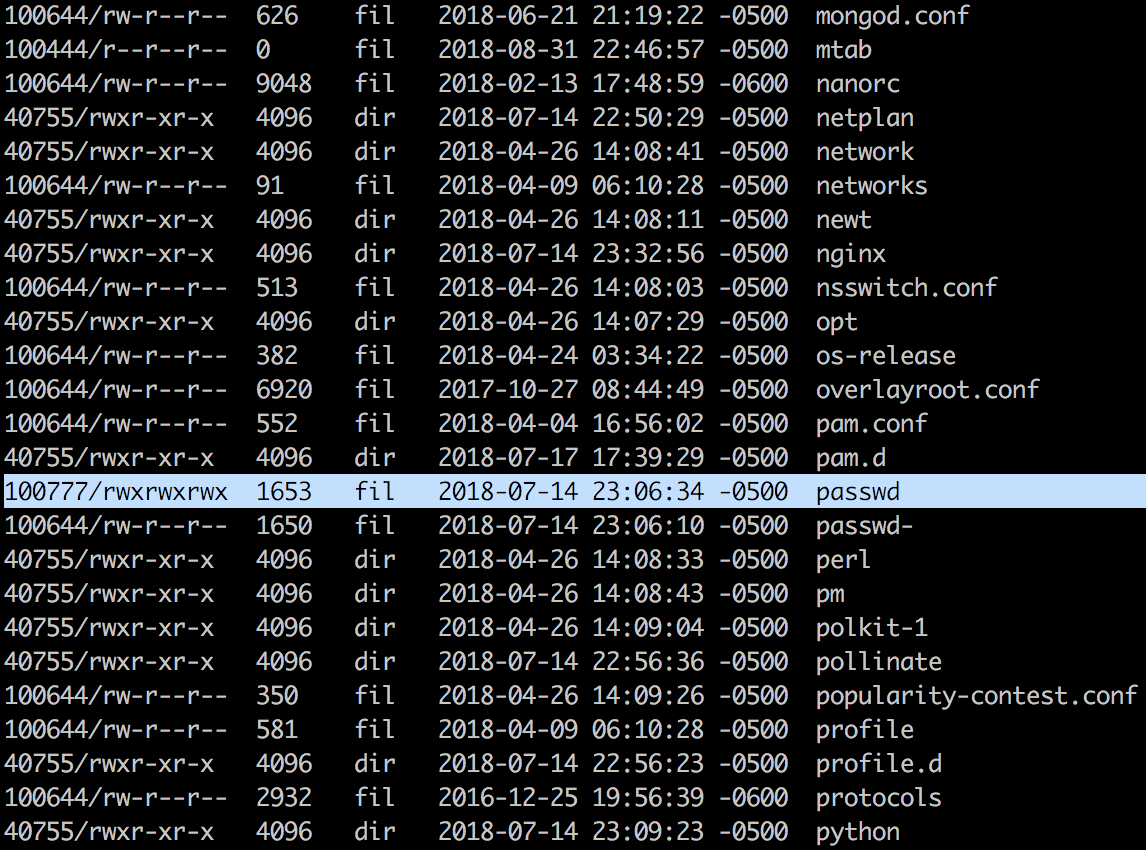 100644/rw-r--r--  626   fil   2018-06-21 21:19:22 -0500  mongod.conf
100444/r--r--r--  0     fil   2018-08-31 22:46:57 -0500  mtab
100644/rw-r--r--  9048  fil   2018-02-13 17:48:59 -0600  nanorc
40755/rwxr-xr-x   4096  dir   2018-07-14 22:50:29 -0500  netplan
40755/rwxr-xr-x   4096  dir   2018-04-26 14:08:41 -0500  network
100644/rw-r--r--  91    fil   2018-04-09 06:10:28 -0500  networks
40755/rwxr-xr-x   4096  dir   2018-04-26 14:08:11 -0500  newt
40755/rwxr-xr-x   4096  dir   2018-07-14 23:32:56 -0500  nginx
100644/rw-r--r--  513   fil   2018-04-26 14:08:03 -0500  nsswitch.conf
40755/rwxr-xr-x   4096  dir   2018-04-26 14:07:29 -0500  opt
100644/rw-r--r--  382   fil   2018-04-24 03:34:22 -0500  os-release
100644/rw-r--r--  6920  fil   2017-10-27 08:44:49 -0500  overlayroot.conf
100644/rw-r--r--  552   fil   2018-04-04 16:56:02 -0500  pam.conf
40755/rwxr-xr-x   4096  dir   2018-07-17 17:39:29 -0500  pam.d
100777/rwxrwxrwx  1653  fil   2018-07-14 23:06:34 -0500  passwd
100644/rw-r--r--  1650  fil   2018-07-14 23:06:10 -0500  passwd-
40755/rwxr-xr-x   4096  dir   2018-04-26 14:08:33 -0500  perl
40755/rwxr-xr-x   4096  dir   2018-04-26 14:08:43 -0500  pm
40755/rwxr-xr-x   4096  dir   2018-04-26 14:09:04 -0500  polkit-1
40755/rwxr-xr-x   4096  dir   2018-07-14 22:56:36 -0500  pollinate
100644/rw-r--r--  350   fil   2018-04-26 14:09:26 -0500  popularity-contest.conf
100644/rw-r--r--  581   fil   2018-04-09 06:10:28 -0500  profile
40755/rwxr-xr-x   4096  dir   2018-07-14 22:56:23 -0500  profile.d
100644/rw-r--r--  2932  fil   2016-12-25 19:56:39 -0600  protocols
40755/rwxr-xr-x   4096  dir   2018-07-14 23:09:23 -0500  python